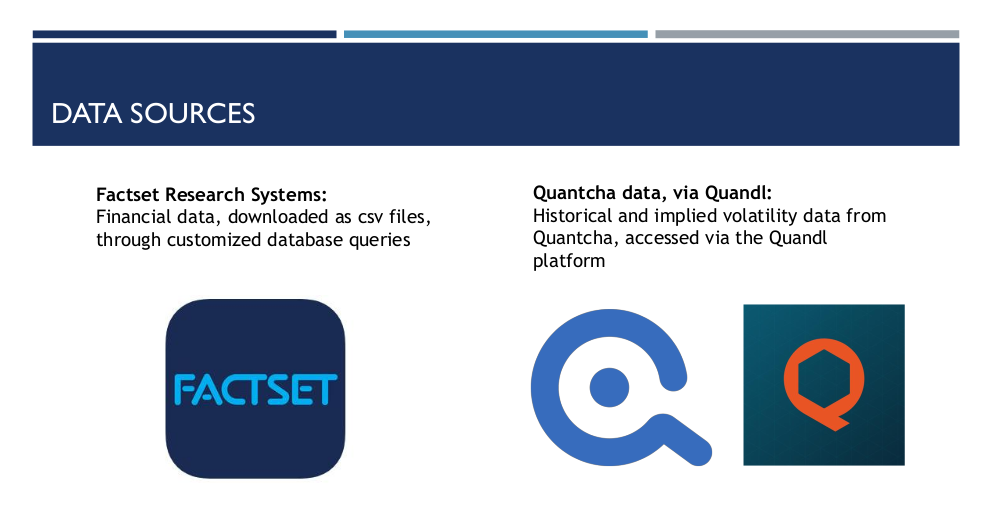 DATA SOURCES
Factset Research Systems:
Financial data, downloaded as csv files,
through customized database queries
Quantcha data, via Quandl:
Historical and implied volatility data from
Quantcha, accessed via the Quandl
platform
FACTSET